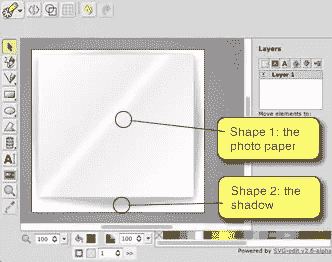 Layers
Layer 1
Move elements to:
Shape 1: the
photo paper
Shape 2: the
shadow
100
100
1
Powered by SVG-edit v2.6-alpha